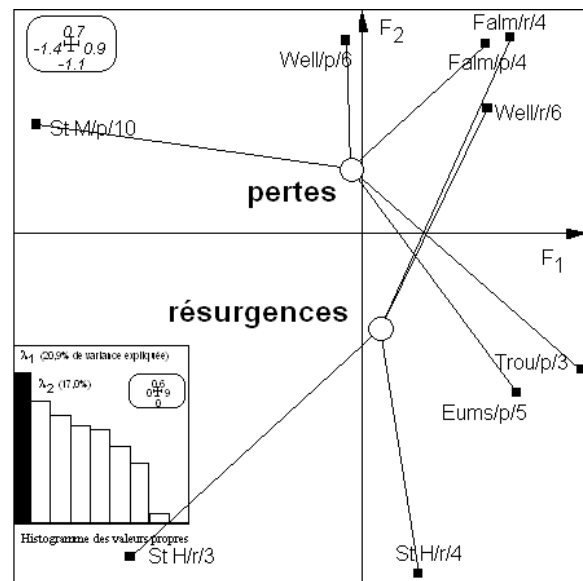 0.7
-1.4 0.9
-1.1
F2
Falm/r/4
Well/p/6
Falm/p/4
Well/r/6
St M/p/10
pertes
F1
résurgences
λ1 (20,9% de variance expliquée)
λ2 (17,0%)
0.6
0 9
0
Trou/p/3
Eums/p/5
Histogramme des valeurs propres
St H/r/3
St H/r/4